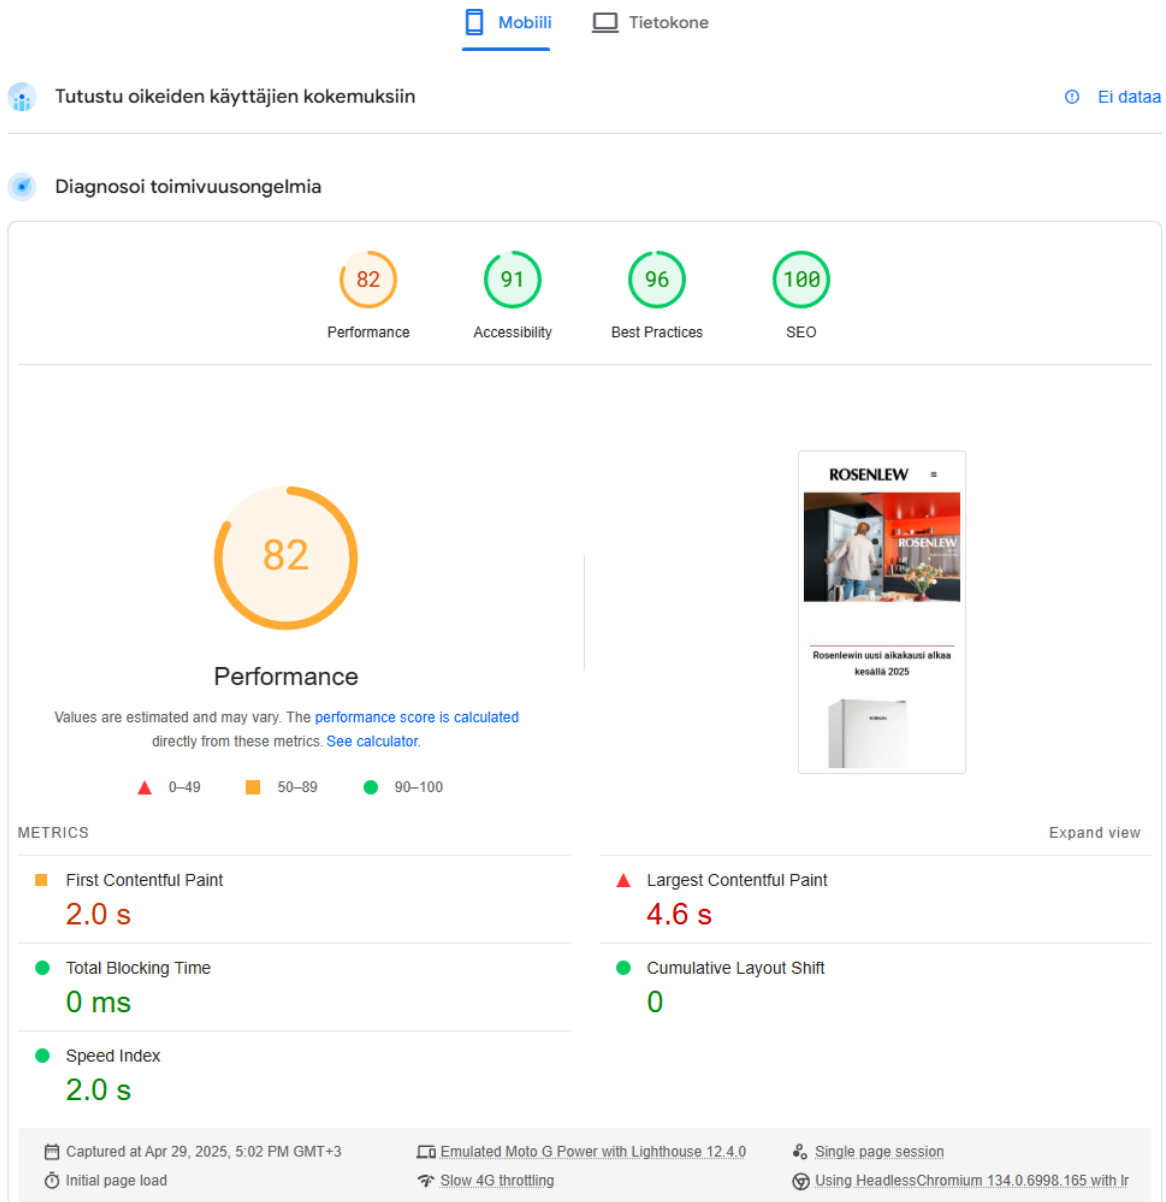 Mobiili Tietokone
Tutustu oikeiden käyttäjien kokemuksiin Ei dataa
Diagnosoi toimivuusongelmia
82 91 96 100
Performance Accessibility Best Practices SEO
ROSENLEW ≡
ROSENLEW
82
Rosenlewin uusi aikakausi alkaa
kesällä 2025
Performance
Values are estimated and may vary. The performance score is calculated
directly from these metrics. See calculator.
0–49 50–89 90–100
METRICS Expand view
First Contentful Paint
2.0 s
Largest Contentful Paint
4.6 s
Total Blocking Time
0 ms
Cumulative Layout Shift
0
Speed Index
2.0 s
Captured at Apr 29, 2025, 5:02 PM GMT+3
Emulated Moto G Power with Lighthouse 12.4.0
Single page session
Initial page load
Slow 4G throttling
Using HeadlessChromium 134.0.6998.165 with lr